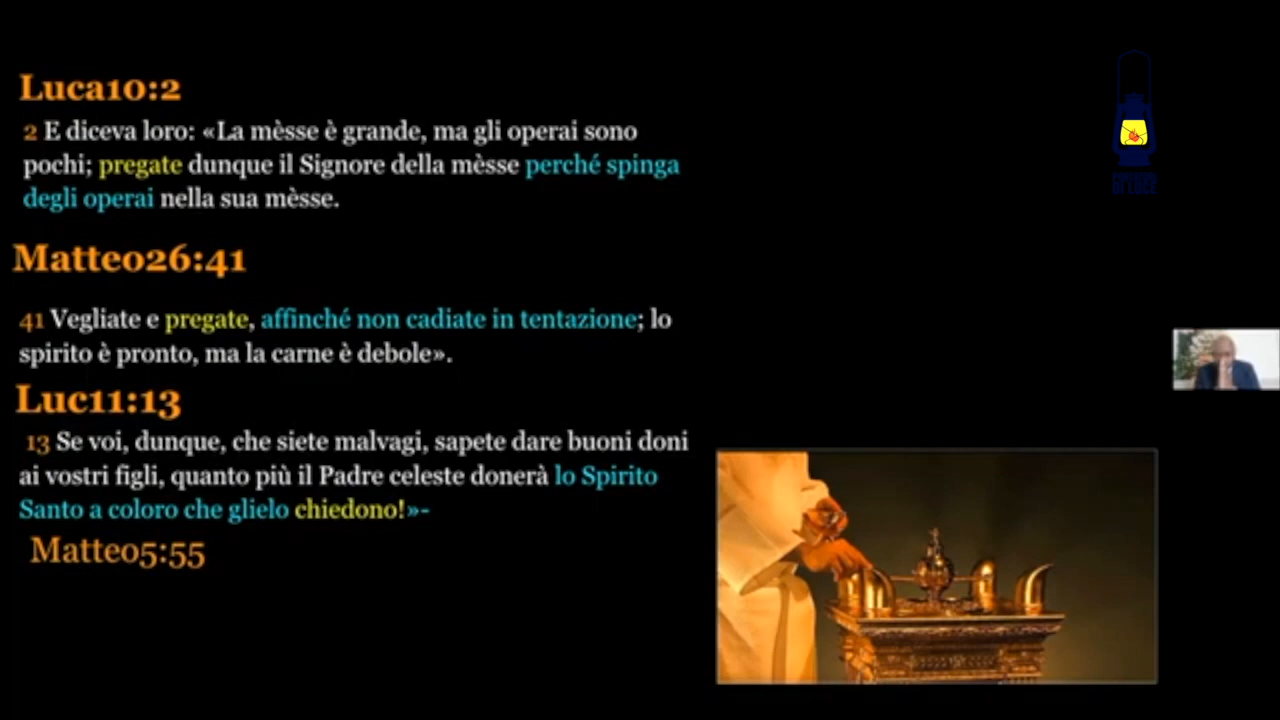 Luca10:2
2 E diceva loro: «La mèsse è grande, ma gli operai sono
pochi; pregate dunque il Signore della mèsse perché spinga
degli operai nella sua mèsse.
Matteo26:41
41 Vegliate e pregate, affinché non cadiate in tentazione; lo
spirito è pronto, ma la carne è debole».
Luc11:13
13 Se voi, dunque, che siete malvagi, sapete dare buoni doni
ai vostri figli, quanto più il Padre celeste donerà lo Spirito
Santo a coloro che glielo chiedono!»-
Matteo5:55
DI LUCE